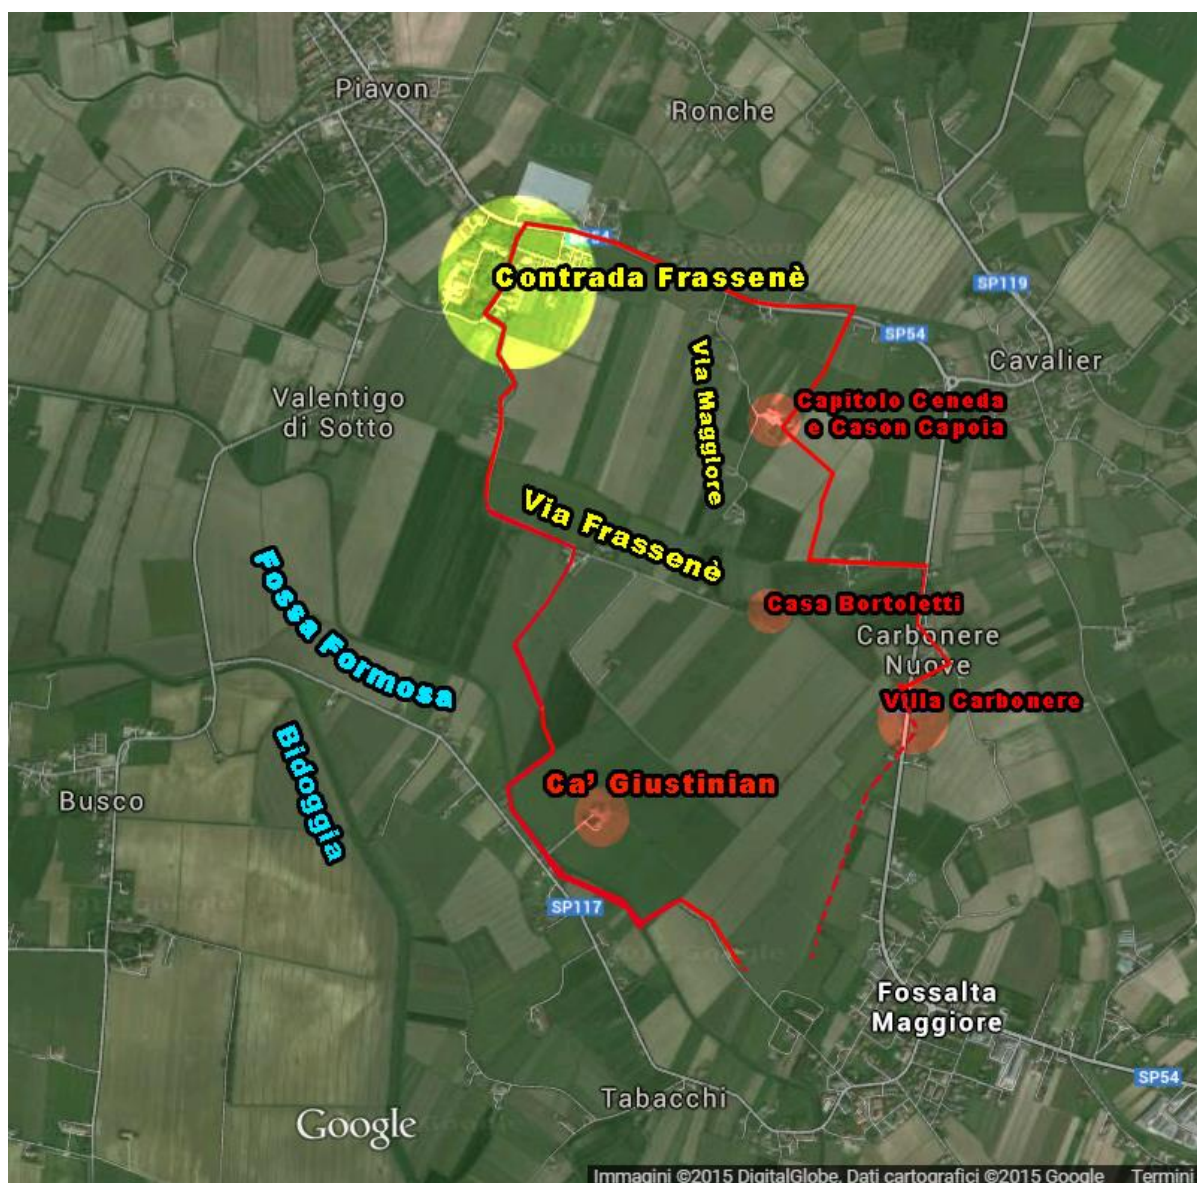 Piavon
Ronche
SP54
Contrada Frassenè
SP119
SP54
Cavalier
Via Maggiore
Valentigo
di Sotto
Capitolo Ceneda
e Cason Capoia
Via Frassenè
Fossa Formosa
Casa Bortoletti
Carbonere
Nuove
Villa Carbonere
Bidoggia
Ca' Giustinian
Busco
SP117
Fossalta
Maggiore
SP54
Tabacchi
Google
Immagini ©2015 DigitalGlobe, Dati cartografici ©2015 Google Termini